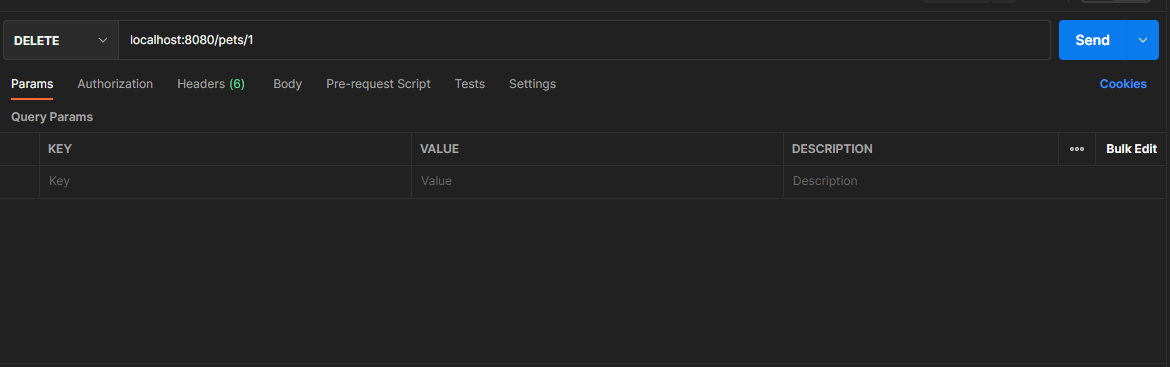 DELETE localhost:8080/pets/1 Send
Params Authorization Headers (6) Body Pre-request Script Tests Settings Cookies
Query Params
KEY VALUE DESCRIPTION Bulk Edit
Key Value Description